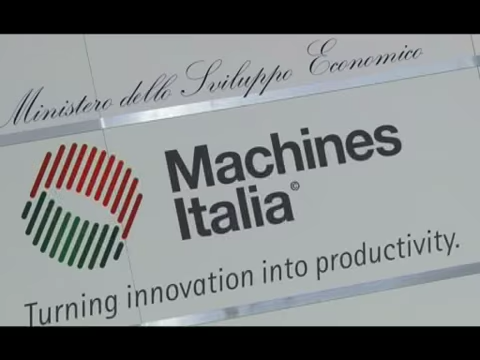 Ministero dello Sviluppo Economico
Machines
Italia©
Turning innovation into productivity.